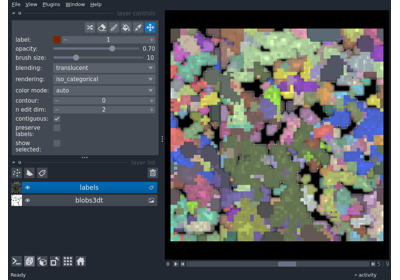 File View Plugins Window Help
layer controls
label: 1
opacity: 0.70
brush size: 10
blending: translucent
rendering: iso_categorical
color mode: auto
contour: 0
n edit dim: 2
contiguous:
preserve
labels:
show
selected:
layer list
labels
blobs3dt
Ready
activity